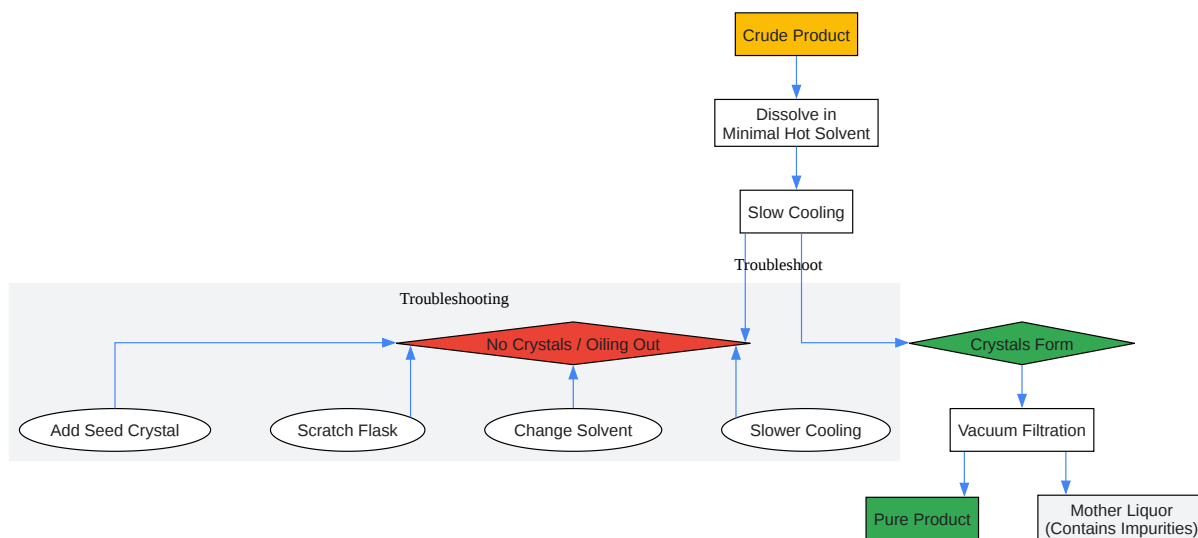 Crude Product
Dissolve in
Minimal Hot Solvent
Slow Cooling
Troubleshoot
Troubleshooting
No Crystals / Oiling Out
Crystals Form
Add Seed Crystal
Scratch Flask
Change Solvent
Slower Cooling
Vacuum Filtration
Pure Product
Mother Liquor
(Contains Impurities)